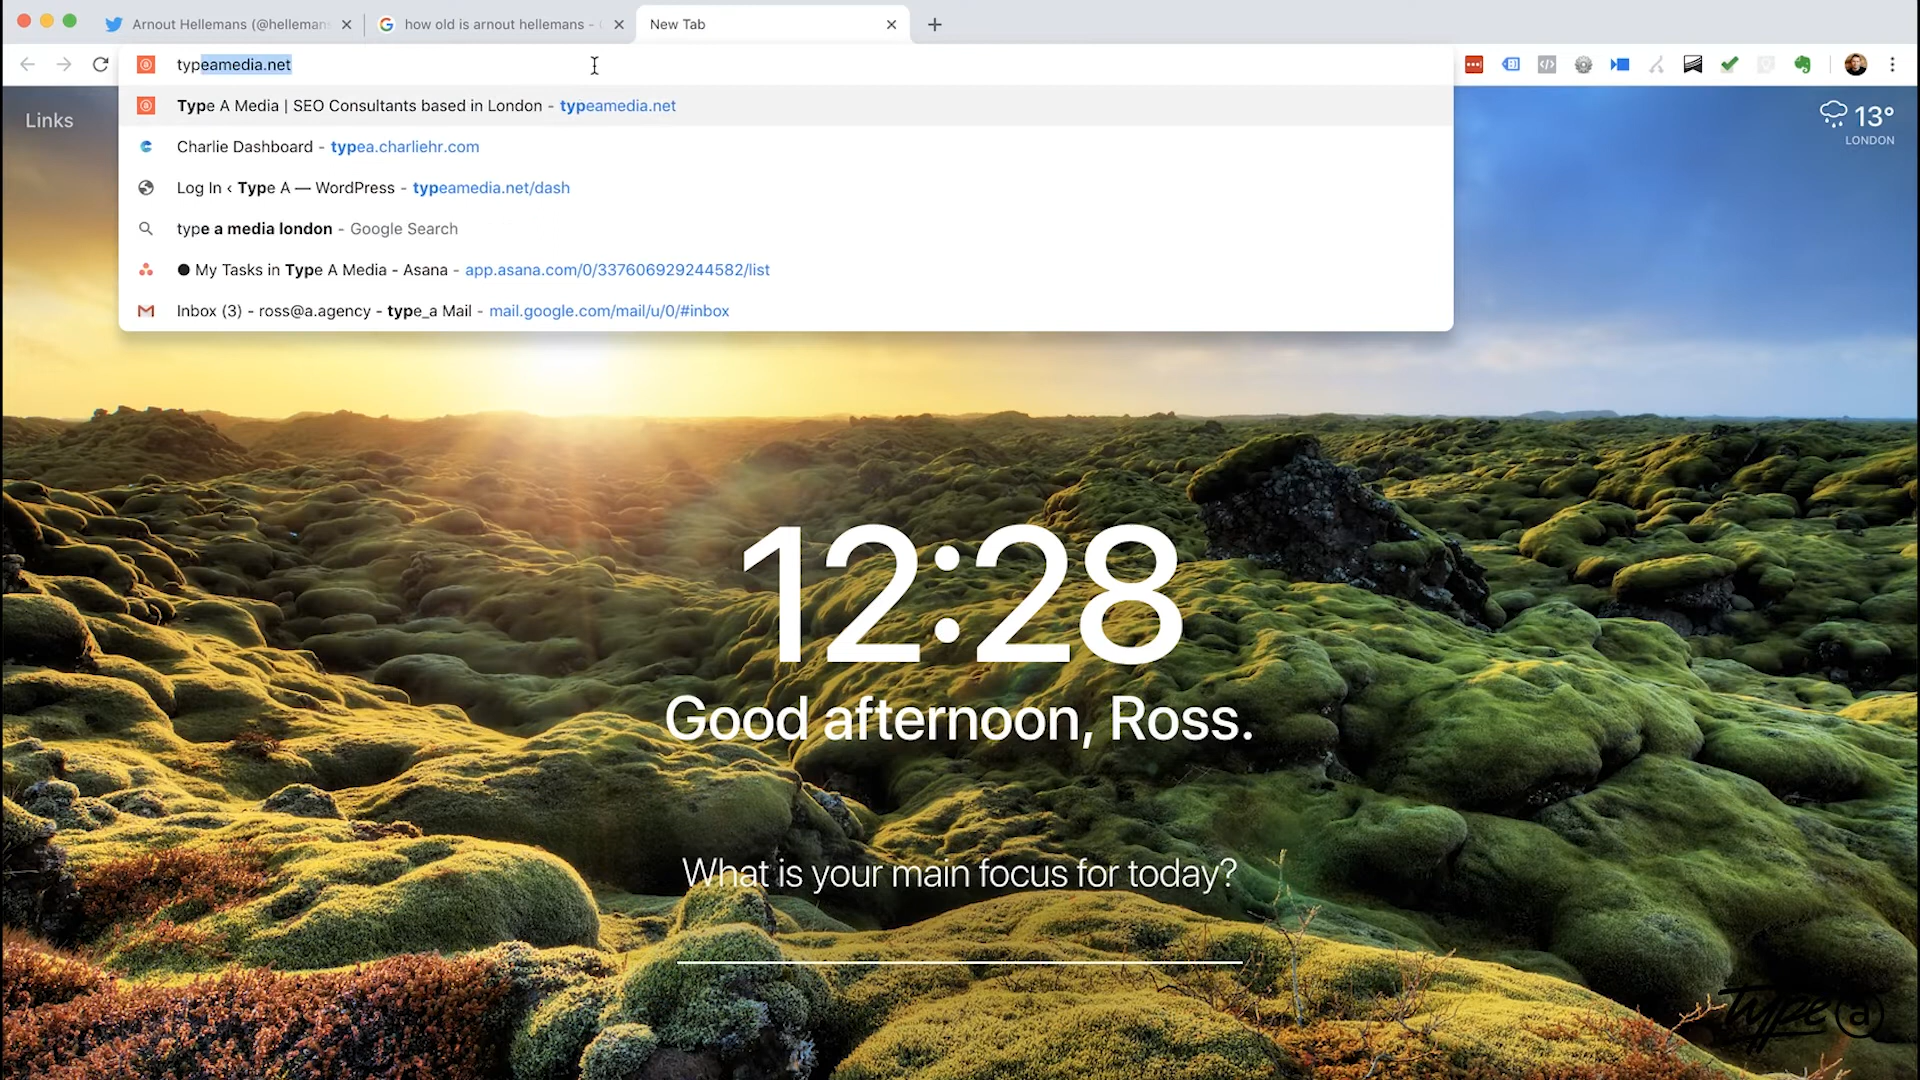 Arnout Hellemans (@helleman
how old is arnout hellemans -
New Tab
typeamedia.net
Type A Media | SEO Consultants based in London - typeamedia.net
Charlie Dashboard - typea.charliehr.com
Log In ‹ Type A — WordPress - typeamedia.net/dash
type a media london - Google Search
● My Tasks in Type A Media - Asana - app.asana.com/0/337606929244582/list
Inbox (3) - ross@a.agency - type_a Mail - mail.google.com/mail/u/0/#inbox
Links
13°
LONDON
12:28
Good afternoon, Ross.
What is your main focus for today?
Type a